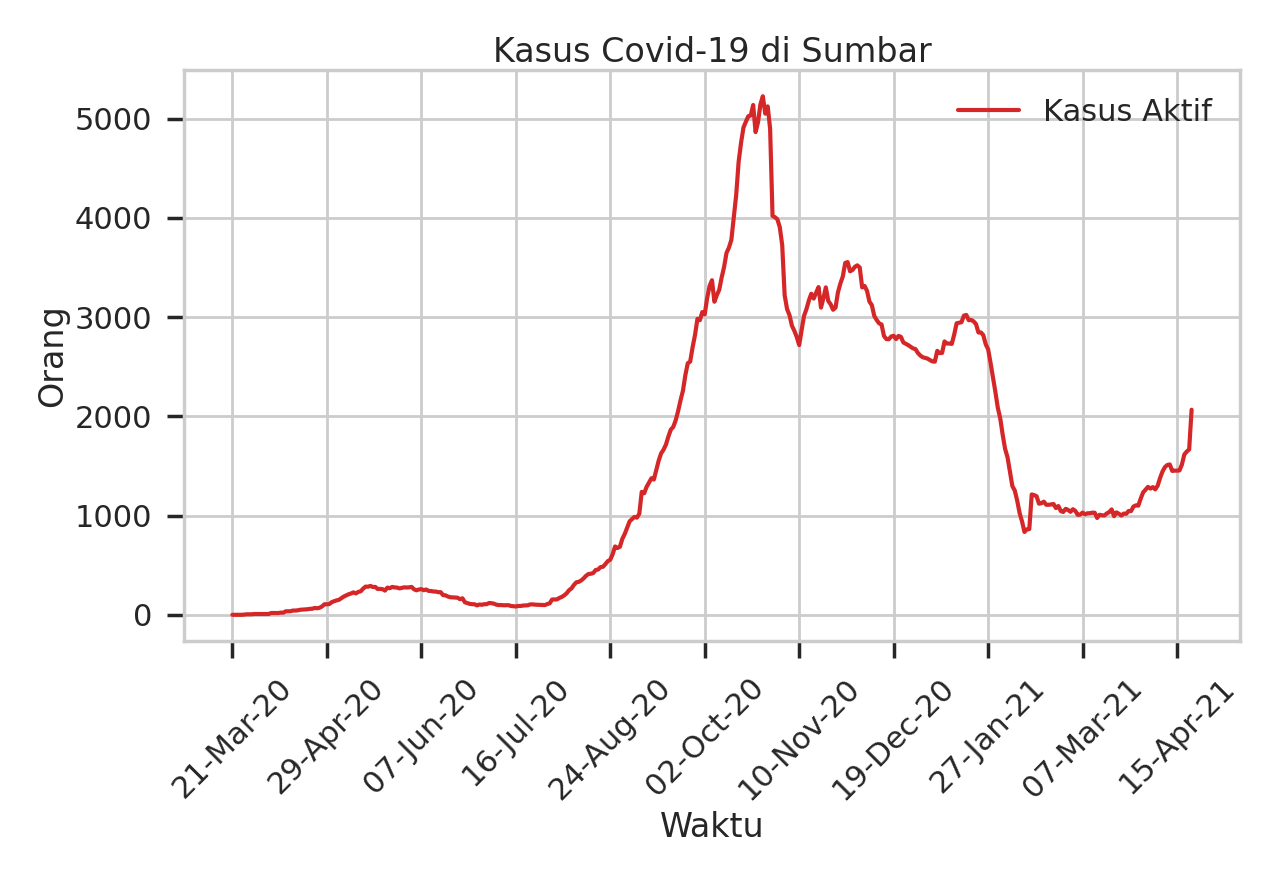 Kasus Covid-19 di Sumbar
Kasus Aktif
5000
4000
3000
2000
1000
0
Orang
21-Mar-20
29-Apr-20
07-Jun-20
16-Jul-20
24-Aug-20
02-Oct-20
10-Nov-20
19-Dec-20
27-Jan-21
07-Mar-21
15-Apr-21
Waktu